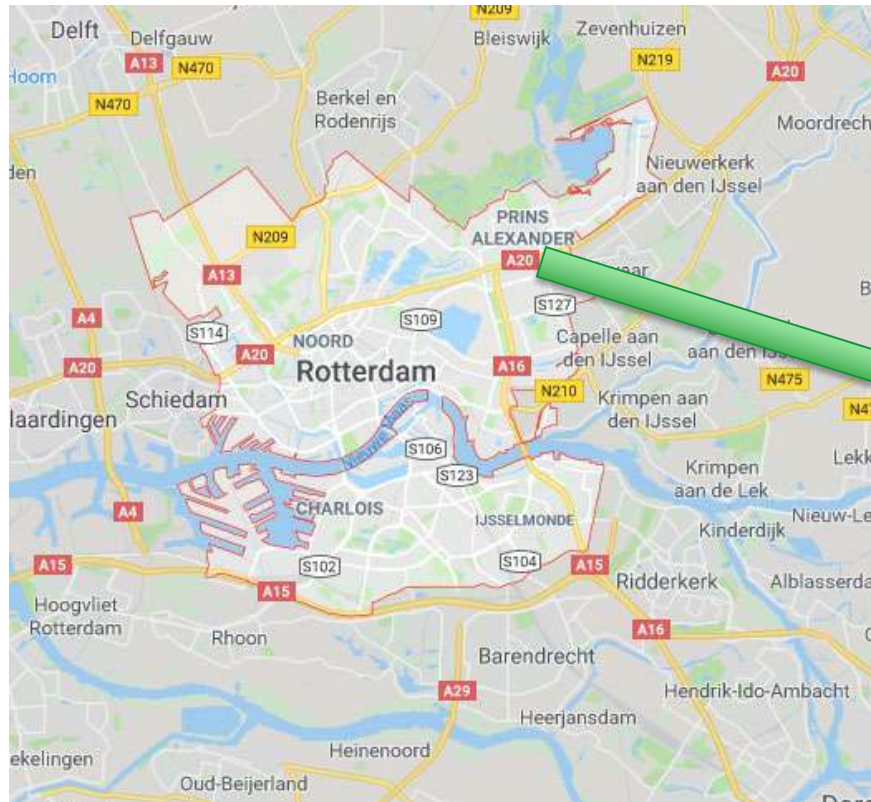 N209
Delft
Delfgauw
Bleiswijk
Zevenhuizen
A13
N470
N219
A20
Hoom
N470
Berkel en
Rodenrijs
Moordrech
den
Nieuwerkerk
aan den IJssel
PRINS
ALEXANDER
N209
A20
A13
S127
A4
S114
S109
NOORD
Capelle aan
den IJssel
aan den
A20
A20
Rotterdam
A16
N475
N210
Schiedam
Krimpen aan
den IJssel
laardingen
Nieuwe Maas
S106
S123
Krimpen
aan de Lek
Lekk
A4
CHARLOIS
IJSSELMONDE
Kinderdijk
Nieuw-Le
A15
S102
S104
A15
A15
Ridderkerk
Alblasserda
Hoogvliet
Rotterdam
Rhoon
A16
Barendrecht
A29
Hendrik-Ido-Ambacht
Heerjansdam
ekelingen
Heinenoord
Oud-Beijerland